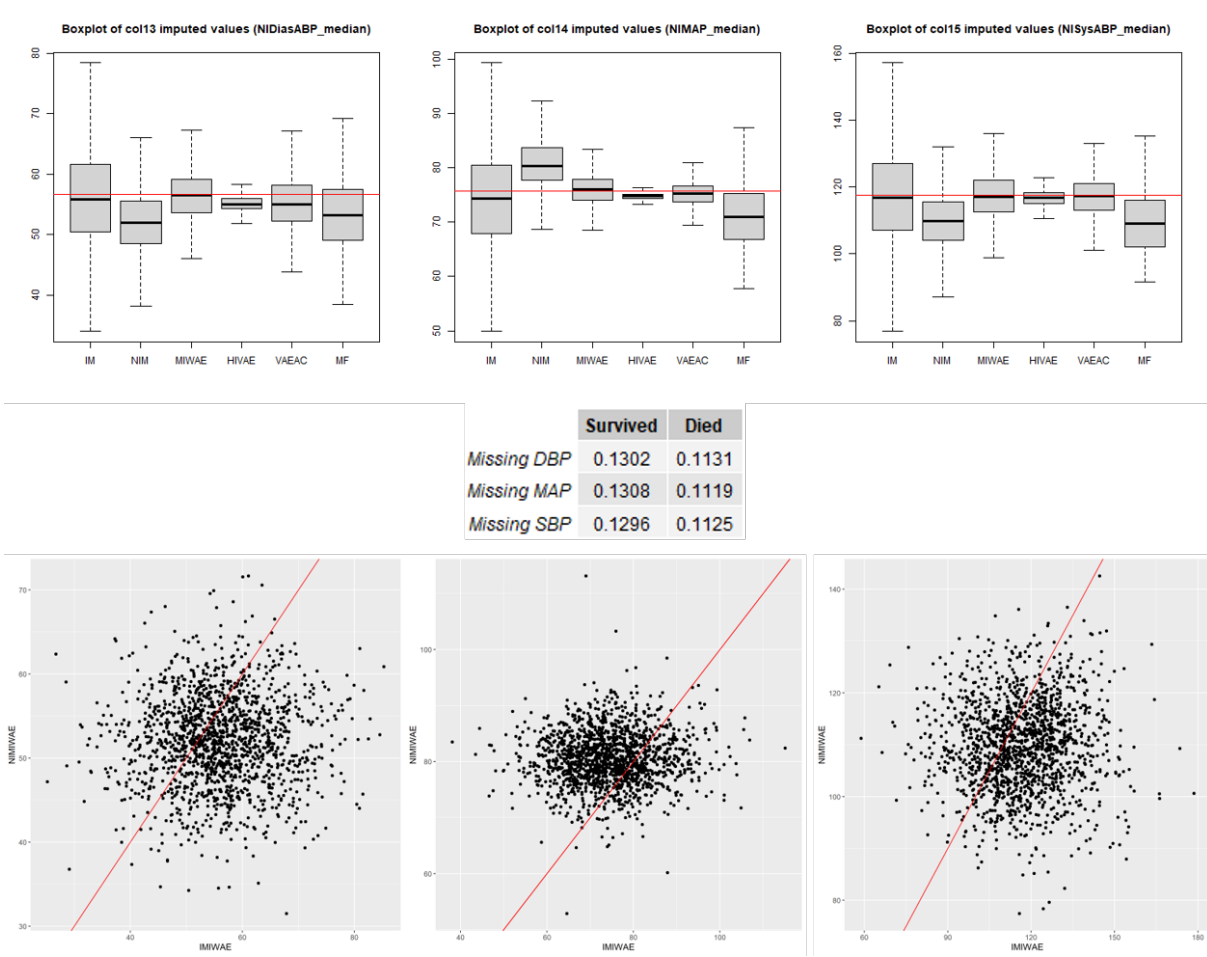 Boxplot of col13 imputed values (NIDiasABP_median)
80
70
60
50
40
IM NIM MIWAE HIVAE VAEAC MF
Boxplot of col14 imputed values (NIMAP_median)
100
90
80
70
60
50
IM NIM MIWAE HIVAE VAEAC MF
Boxplot of col15 imputed values (NISysABP_median)
160
140
120
100
80
IM NIM MIWAE HIVAE VAEAC MF
Survived Died
Missing DBP 0.1302 0.1131
Missing MAP 0.1308 0.1119
Missing SBP 0.1296 0.1125
NIMIWAE
70
60
50
40
30
40 60 80
IMIWAE
NIMIWAE
100
80
60
40 60 80 100
IMIWAE
NIMIWAE
140
120
100
80
60 90 120 150 180
IMIWAE